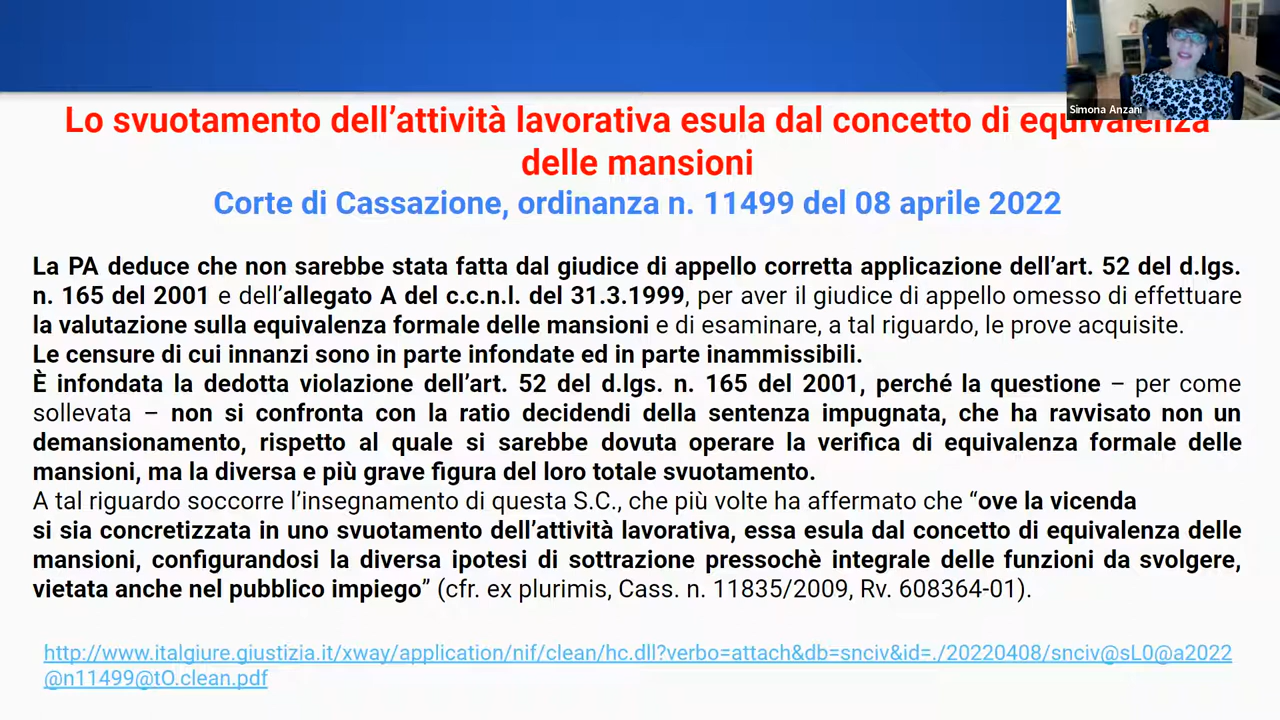 Simona Anzani
Lo svuotamento dell’attività lavorativa esula dal concetto di equivalenza
delle mansioni
Corte di Cassazione, ordinanza n. 11499 del 08 aprile 2022
La PA deduce che non sarebbe stata fatta dal giudice di appello corretta applicazione dell’art. 52 del d.lgs.
n. 165 del 2001 e dell’allegato A del c.c.n.l. del 31.3.1999, per aver il giudice di appello omesso di effettuare
la valutazione sulla equivalenza formale delle mansioni e di esaminare, a tal riguardo, le prove acquisite.
Le censure di cui innanzi sono in parte infondate ed in parte inammissibili.
È infondata la dedotta violazione dell’art. 52 del d.lgs. n. 165 del 2001, perché la questione – per come
sollevata – non si confronta con la ratio decidendi della sentenza impugnata, che ha ravvisato non un
demansionamento, rispetto al quale si sarebbe dovuta operare la verifica di equivalenza formale delle
mansioni, ma la diversa e più grave figura del loro totale svuotamento.
A tal riguardo soccorre l’insegnamento di questa S.C., che più volte ha affermato che “ove la vicenda
si sia concretizzata in uno svuotamento dell’attività lavorativa, essa esula dal concetto di equivalenza delle
mansioni, configurandosi la diversa ipotesi di sottrazione pressochè integrale delle funzioni da svolgere,
vietata anche nel pubblico impiego” (cfr. ex plurimis, Cass. n. 11835/2009, Rv. 608364-01).
http://www.italgiure.giustizia.it/xway/application/nif/clean/hc.dll?verbo=attach&db=snciv&id=./20220408/snciv@sL0@a2022
@n11499@tO.clean.pdf